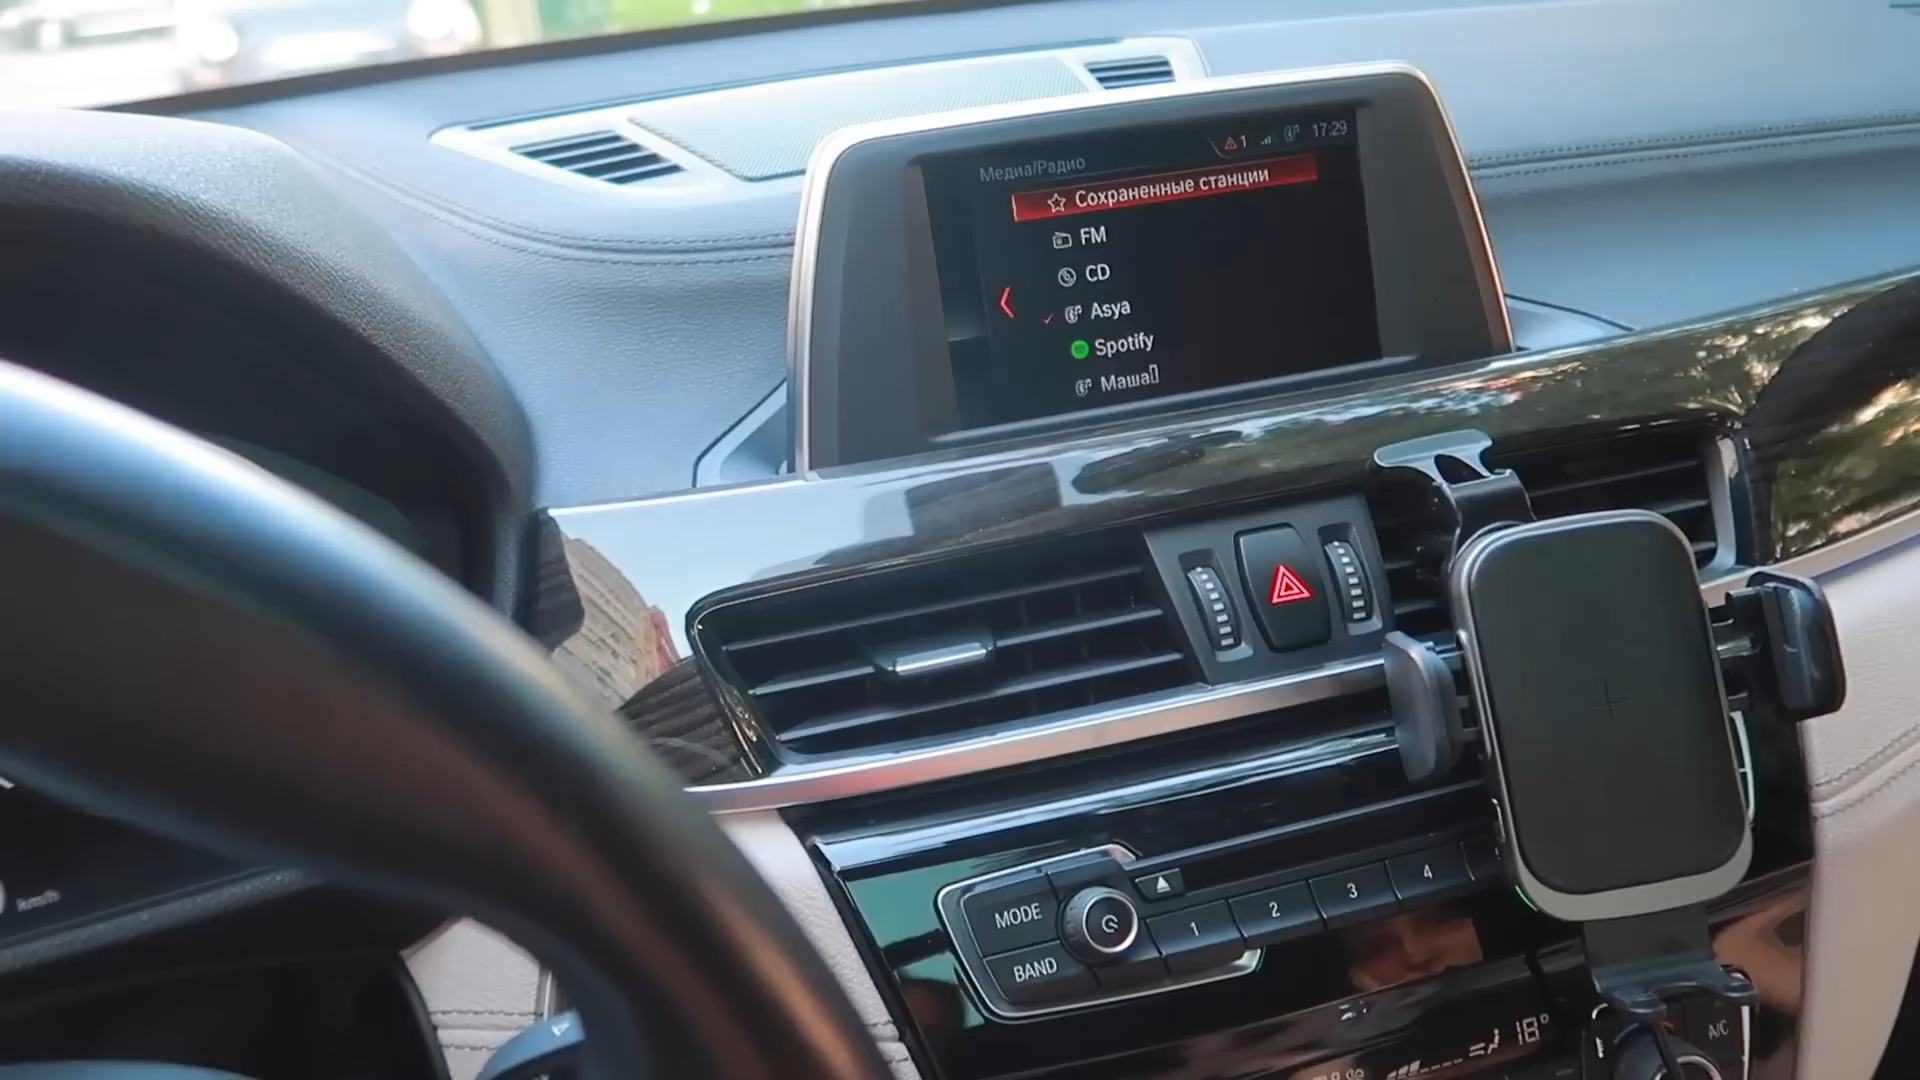 1 17:29
Медиа/Радио
Сохраненные станции
FM
CD
Asya
Spotify
Маша
MODE
1
2
3
4
BAND
km/h
18°
A/C